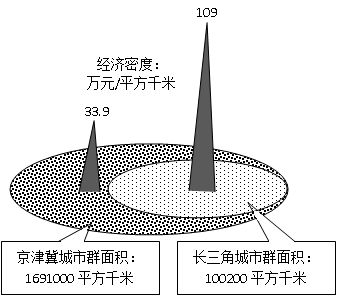 109
经济密度：
万元/平方千米
33.9
京津冀城市群面积：
1691000 平方千米
长三角城市群面积：
100200 平方千米